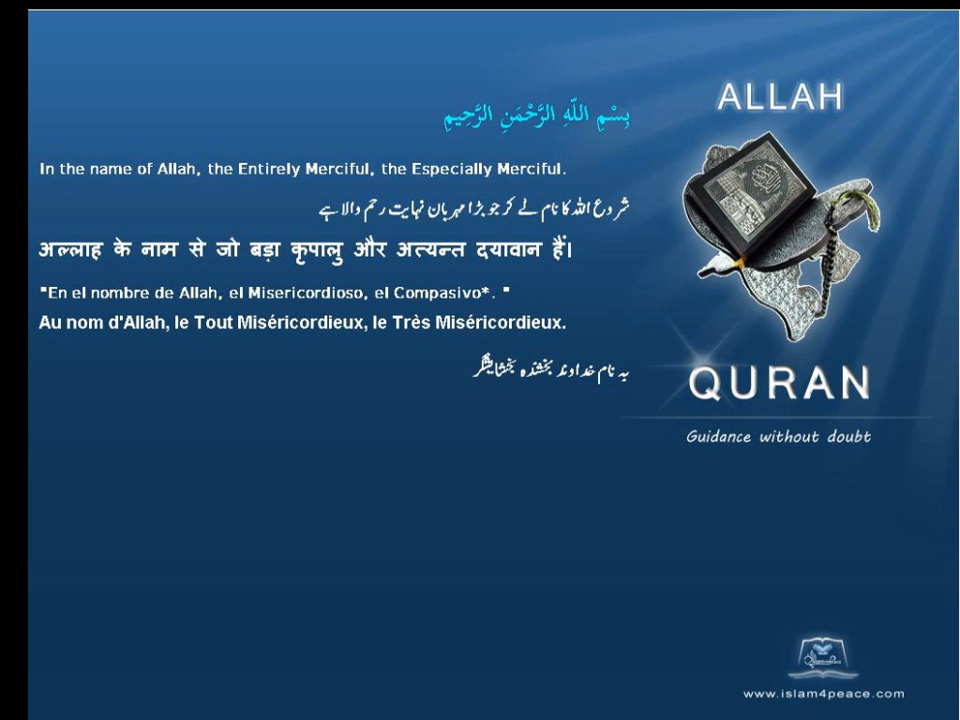 بِسْمِ اللَّهِ الرَّحْمَنِ الرَّحِيمِ
In the name of Allah, the Entirely Merciful, the Especially Merciful.
شروع الله کا نام لے کر جو بڑا مہربان نہایت رحم والا ہے
अल्लाह के नाम से जो बड़ा कृपालु और अत्यन्त दयावान हैं।
"En el nombre de Allah, el Misericordioso, el Compasivo*. "
Au nom d'Allah, le Tout Miséricordieux, le Très Miséricordieux.
به نام خداوند بخشنده بخشایشگر
ALLAH
QURAN
Guidance without doubt
www.islam4peace.com